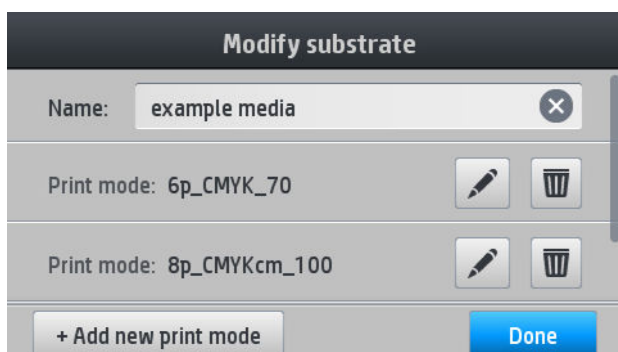 Modify substrate
Name: example media
Print mode: 6p_CMYK_70
Print mode: 8p_CMYKcm_100
+ Add new print mode Done